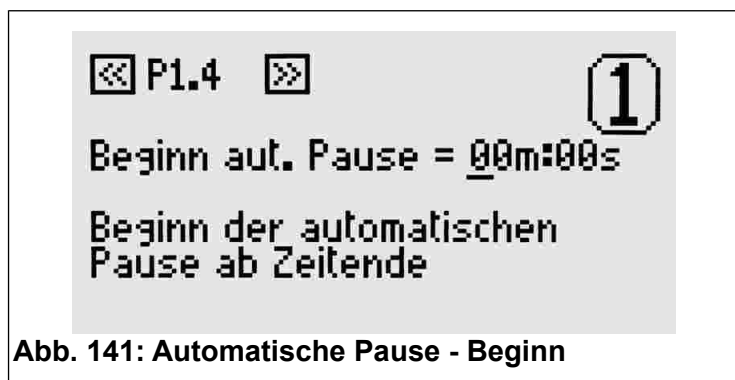 « P1.4 »
1
Beginn aut. Pause = 00m:00s
Beginn der automatischen
Pause ab Zeitende
Abb. 141: Automatische Pause - Beginn